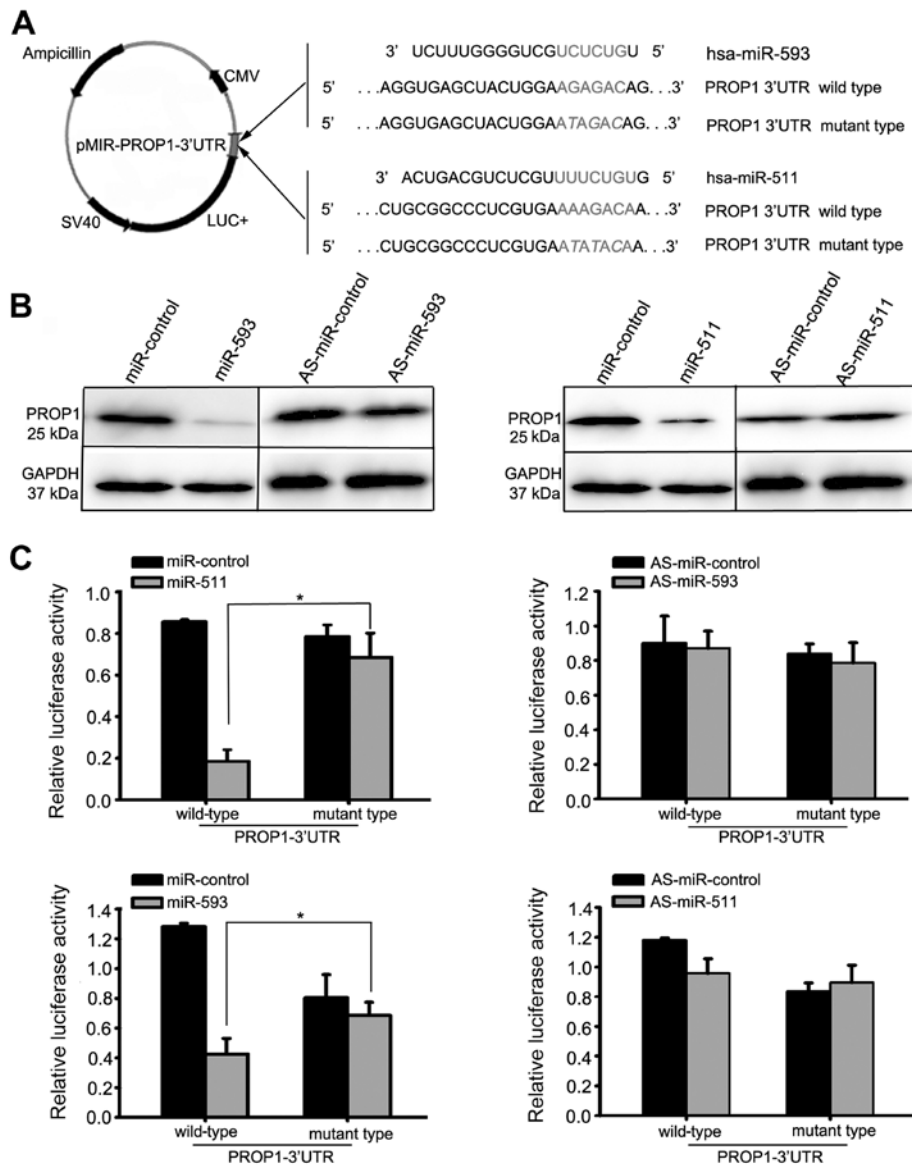 A
Ampicillin
CMV
pMIR-PROP1-3'UTR
SV40
LUC+
3' UCUUUGGGGUCGUCUCUGU 5' hsa-miR-593
5' ...AGGUGAGCUACUGGAAGAGACAG...3' PROP1 3'UTR wild type
5' ...AGGUGAGCUACUGGAATAGACAG...3' PROP1 3'UTR mutant type
3' ACUGACGUCUCGUUUUCUGUG 5' hsa-miR-511
5' ...CUGCGGCCCUCGUGAAAAGACAA...3' PROP1 3'UTR wild type
5' ...CUGCGGCCCUCGUGAATATACAA...3' PROP1 3'UTR mutant type
B
miR-control miR-593 AS-miR-control AS-miR-593
PROP1
25 kDa
GAPDH
37 kDa
miR-control miR-511 AS-miR-control AS-miR-511
PROP1
25 kDa
GAPDH
37 kDa
C
miR-control
miR-511
*
Relative luciferase activity
1.0
0.8
0.6
0.4
0.2
0.0
wild-type mutant type
PROP1-3'UTR
AS-miR-control
AS-miR-593
Relative luciferase activity
1.2
1.0
0.8
0.6
0.4
1.2
0.0
wild-type mutant type
PROP1-3'UTR
miR-control
miR-593
*
Relative luciferase activity
1.4
1.2
1.0
0.8
0.6
0.4
0.2
0.0
wild-type mutant type
PROP1-3'UTR
AS-miR-control
AS-miR-511
Relative luciferase activity
1.4
1.2
1.0
0.8
0.6
0.4
0.2
0.0
wild-type mutant type
PROP1-3'UTR